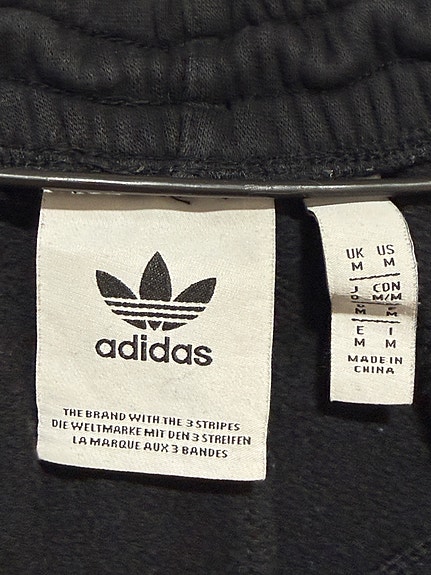 adidas
THE BRAND WITH THE 3 STRIPES
DIE WELTMARKE MIT DEN 3 STREIFEN
LA MARQUE AUX 3 BANDES
UK US
M M
J CDN
O M/M
M M
E I
M M
MADE IN
CHINA